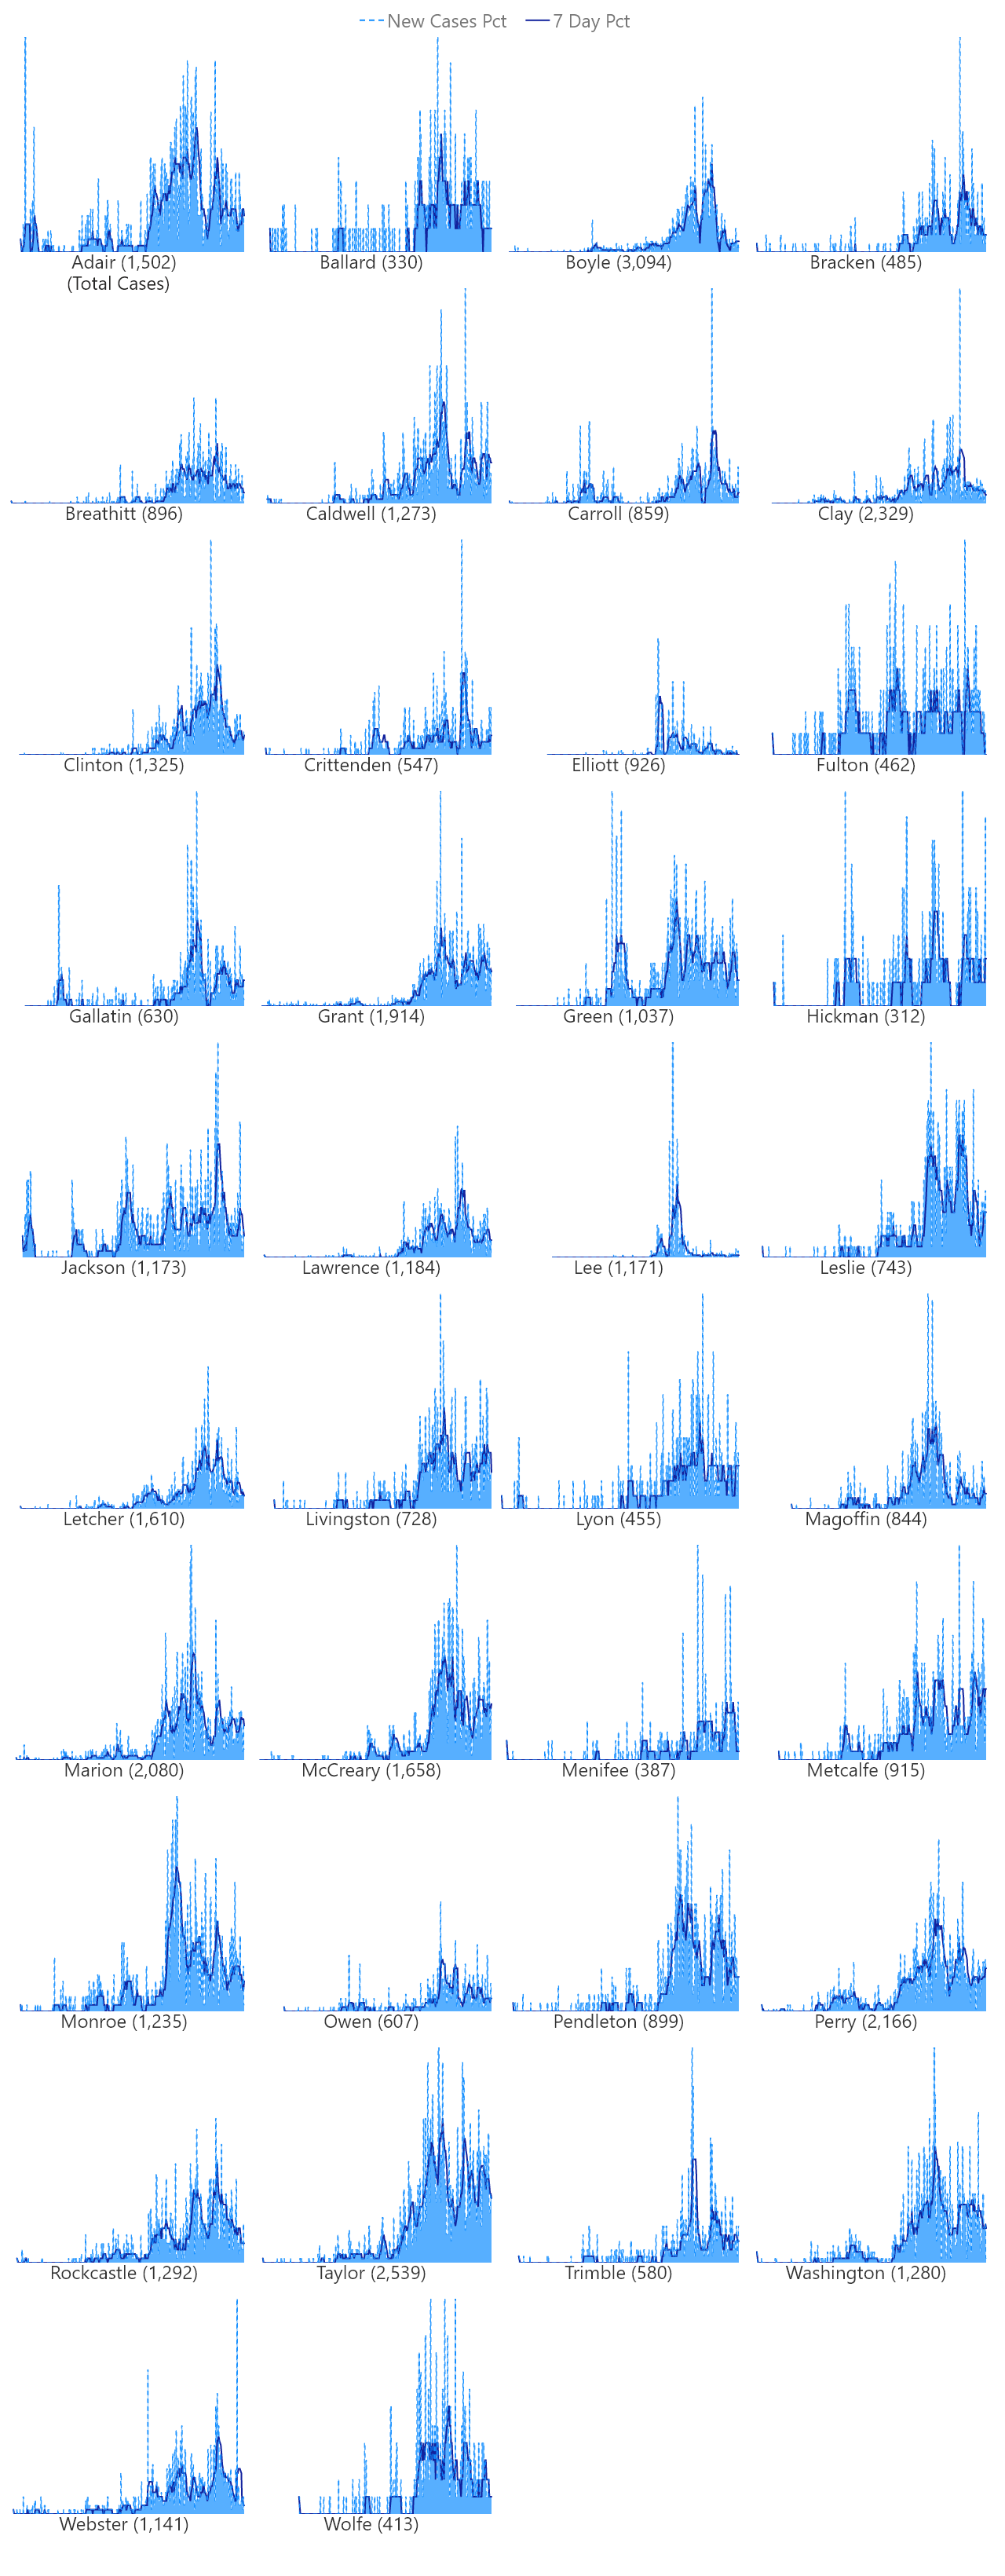 New Cases Pct 7 Day Pct
Adair (1,502) Ballard (330) Boyle (3,094) Bracken (485)
(Total Cases)
Breathitt (896) Caldwell (1,273) Carroll (859) Clay (2,329)
Clinton (1,325) Crittenden (547) Elliott (926) Fulton (462)
Gallatin (630) Grant (1,914) Green (1,037) Hickman (312)
Jackson (1,173) Lawrence (1,184) Lee (1,171) Leslie (743)
Letcher (1,610) Livingston (728) Lyon (455) Magoffin (844)
Marion (2,080) McCreary (1,658) Menifee (387) Metcalfe (915)
Monroe (1,235) Owen (607) Pendleton (899) Perry (2,166)
Rockcastle (1,292) Taylor (2,539) Trimble (580) Washington (1,280)
Webster (1,141) Wolfe (413)